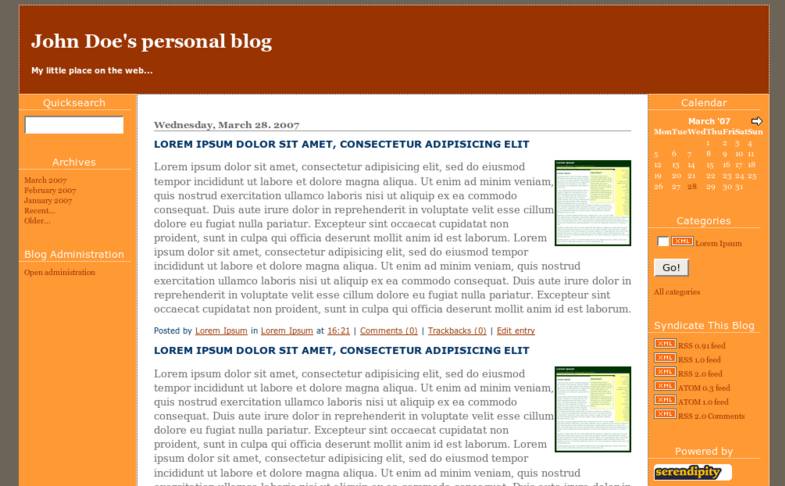 John Doe's personal blog
My little place on the web...
Quicksearch
Archives
March 2007
February 2007
January 2007
Recent...
Older...
Blog Administration
Open administration
Wednesday, March 28. 2007
LOREM IPSUM DOLOR SIT AMET, CONSECTETUR ADIPISICING ELIT
Lorem ipsum dolor sit amet, consectetur adipisicing elit, sed do eiusmod
tempor incididunt ut labore et dolore magna aliqua. Ut enim ad minim veniam,
quis nostrud exercitation ullamco laboris nisi ut aliquip ex ea commodo
consequat. Duis aute irure dolor in reprehenderit in voluptate velit esse cillum
dolore eu fugiat nulla pariatur. Excepteur sint occaecat cupidatat non
proident, sunt in culpa qui officia deserunt mollit anim id est laborum. Lorem
ipsum dolor sit amet, consectetur adipisicing elit, sed do eiusmod tempor
incididunt ut labore et dolore magna aliqua. Ut enim ad minim veniam, quis nostrud
exercitation ullamco laboris nisi ut aliquip ex ea commodo consequat. Duis aute irure dolor in
reprehenderit in voluptate velit esse cillum dolore eu fugiat nulla pariatur. Excepteur sint
occaecat cupidatat non proident, sunt in culpa qui officia deserunt mollit anim id est laborum.
Posted by Lorem Ipsum in Lorem Ipsum at 16:21 | Comments (0) | Trackbacks (0) | Edit entry
LOREM IPSUM DOLOR SIT AMET, CONSECTETUR ADIPISICING ELIT
Lorem ipsum dolor sit amet, consectetur adipisicing elit, sed do eiusmod
tempor incididunt ut labore et dolore magna aliqua. Ut enim ad minim veniam,
quis nostrud exercitation ullamco laboris nisi ut aliquip ex ea commodo
consequat. Duis aute irure dolor in reprehenderit in voluptate velit esse cillum
dolore eu fugiat nulla pariatur. Excepteur sint occaecat cupidatat non
proident, sunt in culpa qui officia deserunt mollit anim id est laborum. Lorem
ipsum dolor sit amet, consectetur adipisicing elit, sed do eiusmod tempor
incididunt ut labore et dolore magna aliqua. Ut enim ad minim veniam, quis nostrud
Calendar
March '07
Mon Tue Wed Thu Fri Sat Sun
1 2 3 4
5 6 7 8 9 10 11
12 13 14 15 16 17 18
19 20 21 22 23 24 25
26 27 28 29 30 31
Categories
XML Lorem Ipsum
Go!
All categories
Syndicate This Blog
XML RSS 0.91 feed
XML RSS 1.0 feed
XML RSS 2.0 feed
XML ATOM 0.3 feed
XML ATOM 1.0 feed
XML RSS 2.0 Comments
Powered by
serendipity